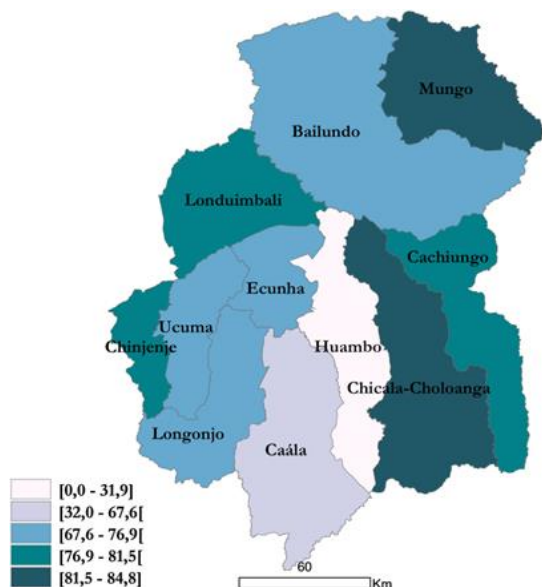 Mungo
Bailundo
Londuimbali
Cachiungo
Ecunha
Ucuma
Chinjenje
Huambo
Chicala-Choloanga
Longonjo
Caála
[0,0 - 31,9]
[32,0 - 67,6[
[67,6 - 76,9[
[76,9 - 81,5[
[81,5 - 84,8]
60
Km